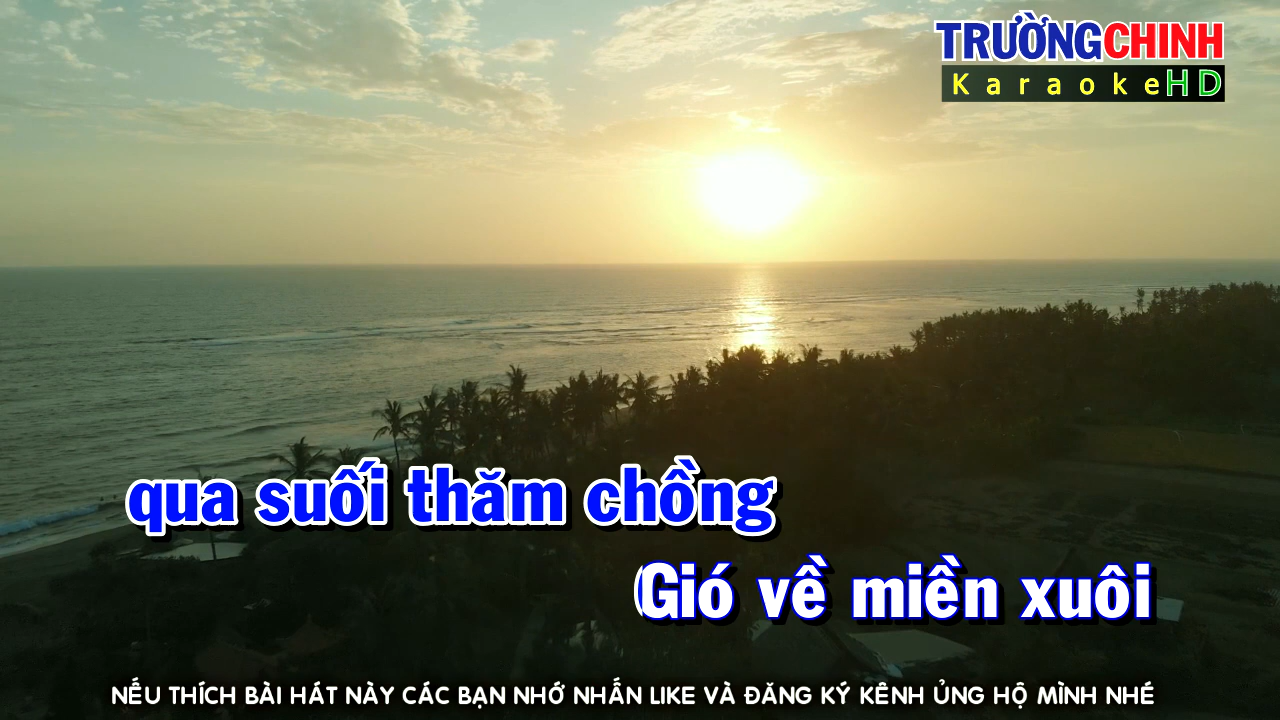 TRƯỜNGCHINH
KaraokeHD
qua suối thăm chồng
Gió về miền xuôi
NẾU THÍCH BÀI HÁT NÀY CÁC BẠN NHỚ NHẤN LIKE VÀ ĐĂNG KÝ KÊNH ỦNG HỘ MÌNH NHÉ